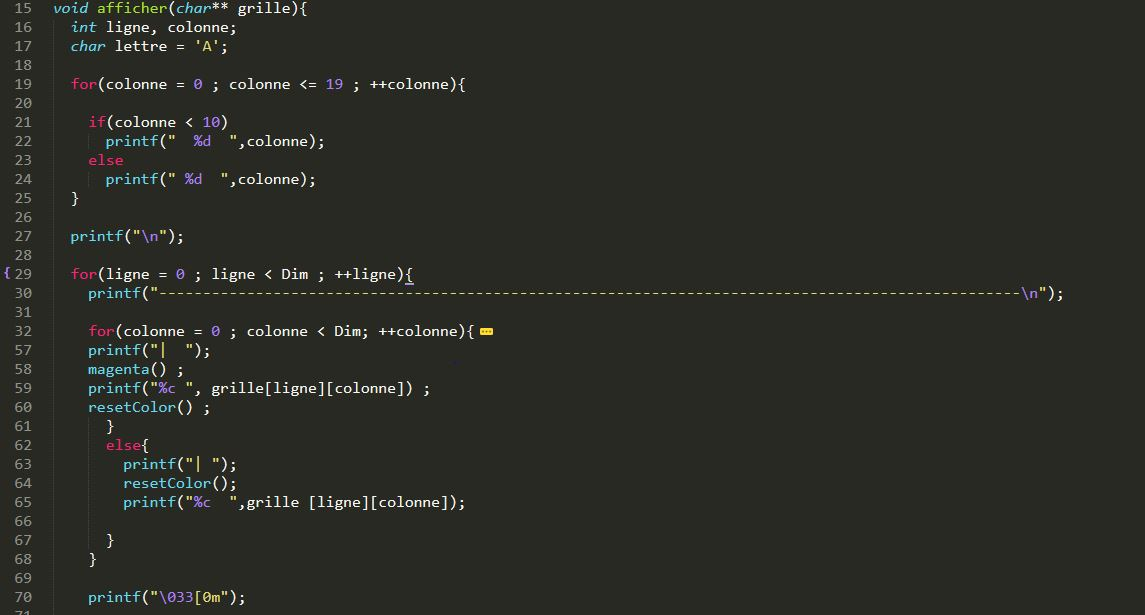 15 void afficher(char** grille){
16 int ligne, colonne;
17 char lettre = 'A';
18
19 for(colonne = 0 ; colonne <= 19 ; ++colonne){
20
21 if(colonne < 10)
22 printf("  %d  ",colonne);
23 else
24 printf(" %d  ",colonne);
25 }
26
27 printf("\n");
28
29 for(ligne = 0 ; ligne < Dim ; ++ligne){
30 printf("--------------------------------------------------------------------------------------------------\n");
31
32 for(colonne = 0 ; colonne < Dim; ++colonne){
57 printf("|  ");
58 magenta() ;
59 printf("%c ", grille[ligne][colonne]) ;
60 resetColor() ;
61 }
62 else{
63 printf("| ");
64 resetColor();
65 printf("%c  ",grille [ligne][colonne]);
66
67 }
68 }
69
70 printf("\033[0m");
71